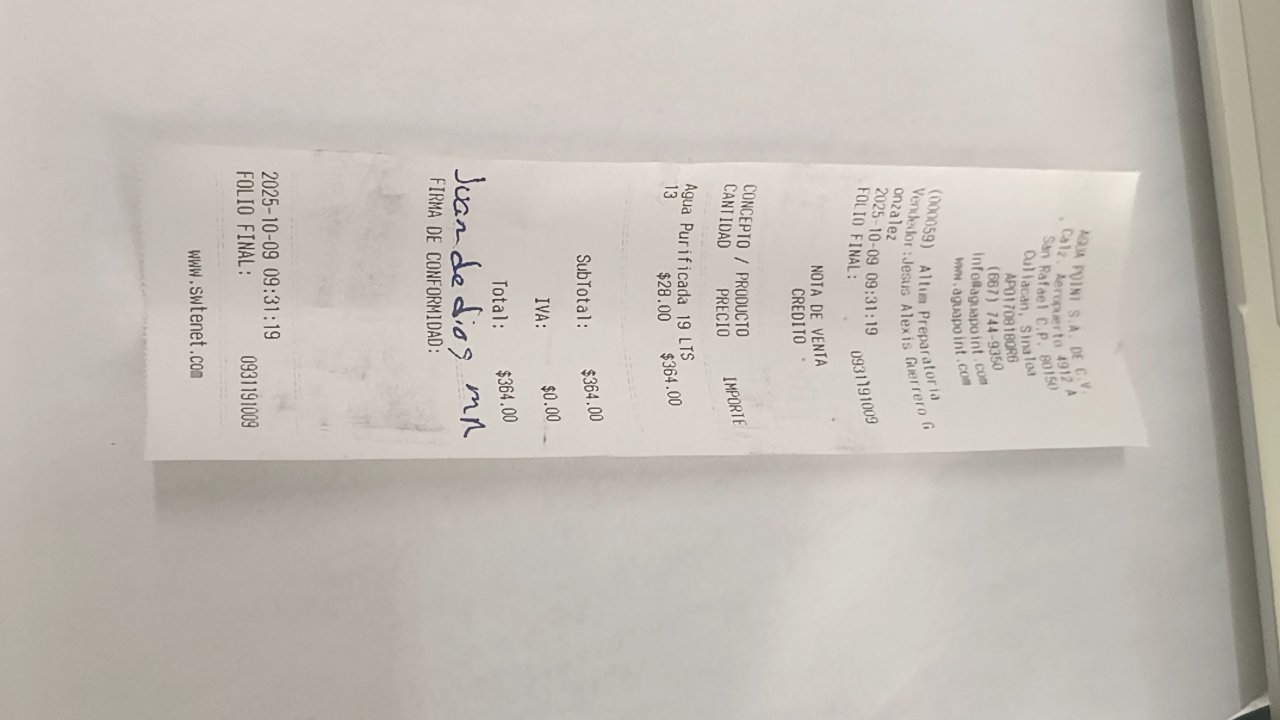 AQUA POINT S.A. DE C.V.
Calz. Aeropuerto 4912 A
San Rafael C.P. 80150
Culiacan, Sinaloa
APO170818QR6
(667) 744-9350
info@aguapoint.com
www.aguapoint.com
(000059) Altum Preparatoria
Vendedor:Jesus Alexis Guerrero G
onzalez
2025-10-09 09:31:19
FOLIO FINAL: 0931191009
NOTA DE VENTA
CREDITO
CONCEPTO / PRODUCTO
CANTIDAD PRECIO IMPORTE
Agua Purificada 19 LTS
13 $28.00 $364.00
SubTotal: $364.00
IVA: $0.00
Total: $364.00
Juan de dios mn
FIRMA DE CONFORMIDAD:
2025-10-09 09:31:19
FOLIO FINAL: 0931191009
www.swtenet.com